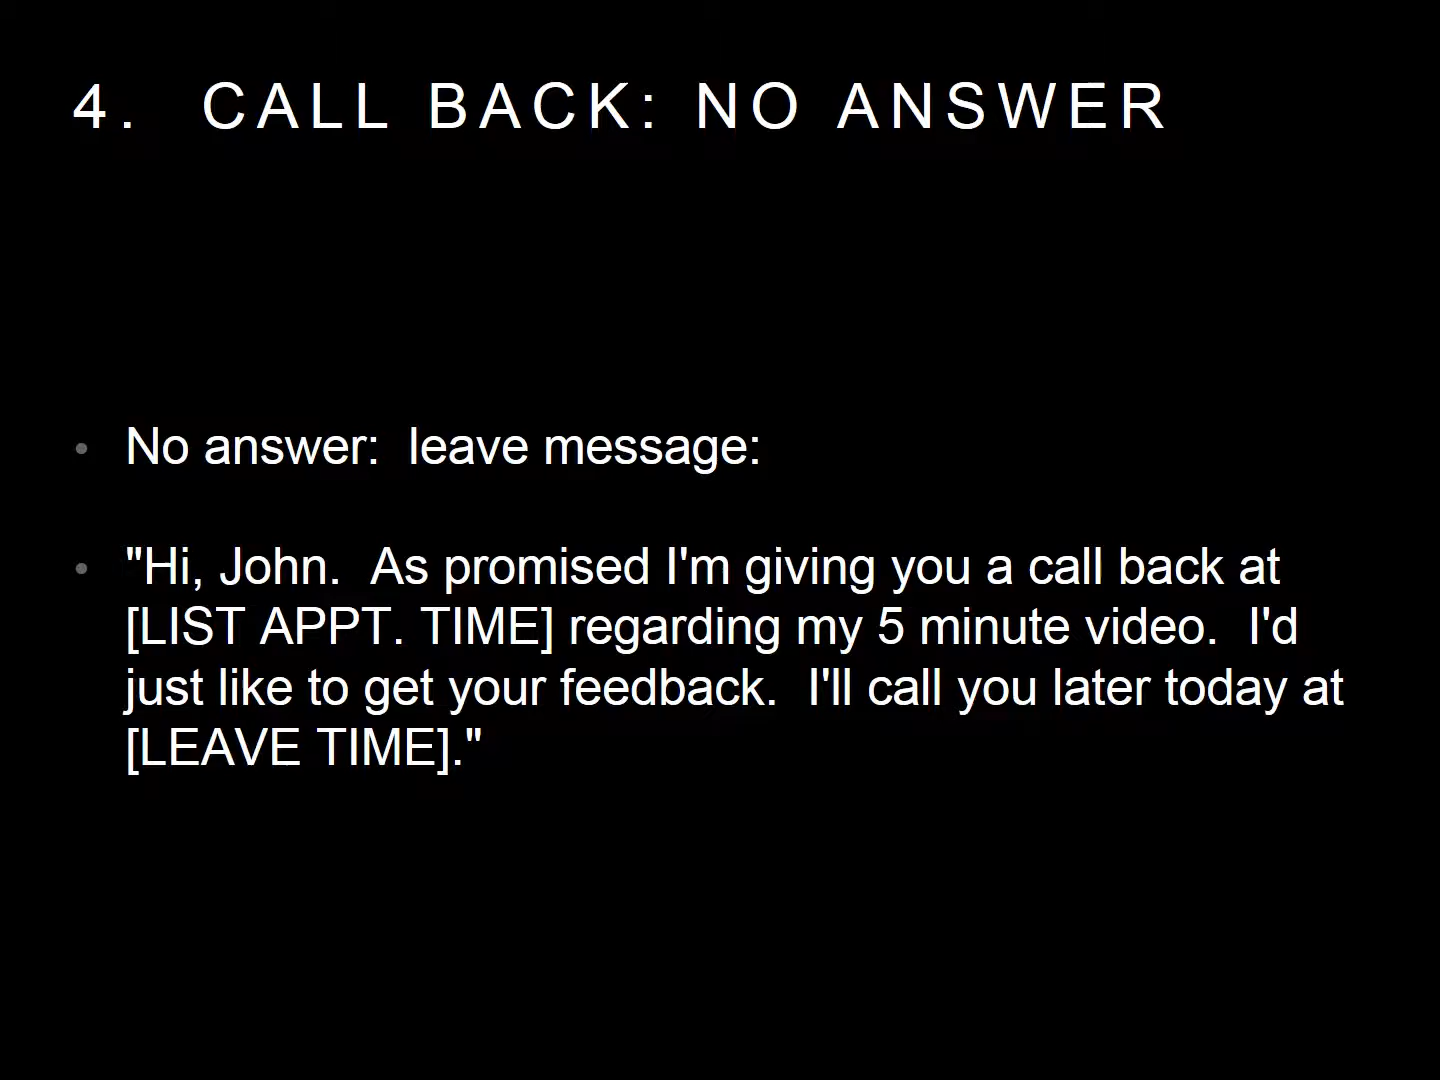 4. CALL BACK: NO ANSWER
• No answer: leave message:
• "Hi, John. As promised I'm giving you a call back at
[LIST APPT. TIME] regarding my 5 minute video. I'd
just like to get your feedback. I'll call you later today at
[LEAVE TIME]."